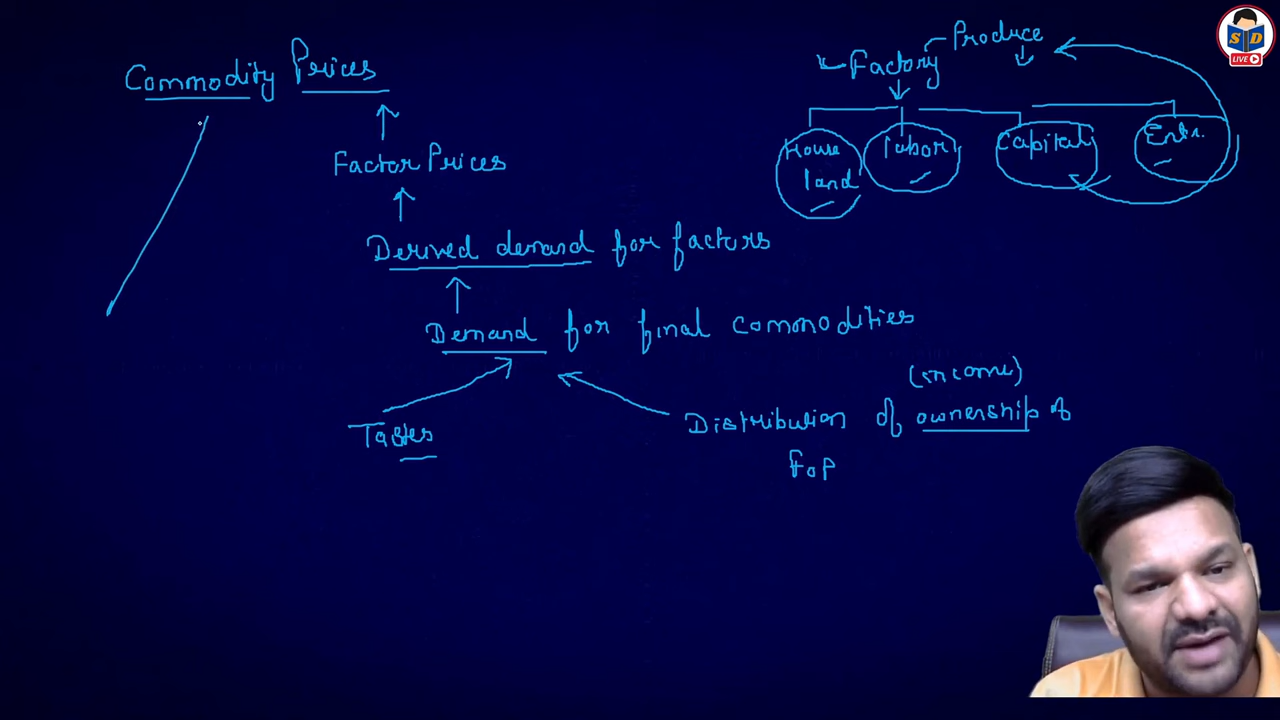 Commodity Prices
Factor Prices
Derived demand for factors
Demand for final commodities
Tastes
(income)
Distribution of ownership of
FOP
Produce
Factory
House land
labor
Capital
Entr.
S D
LIVE